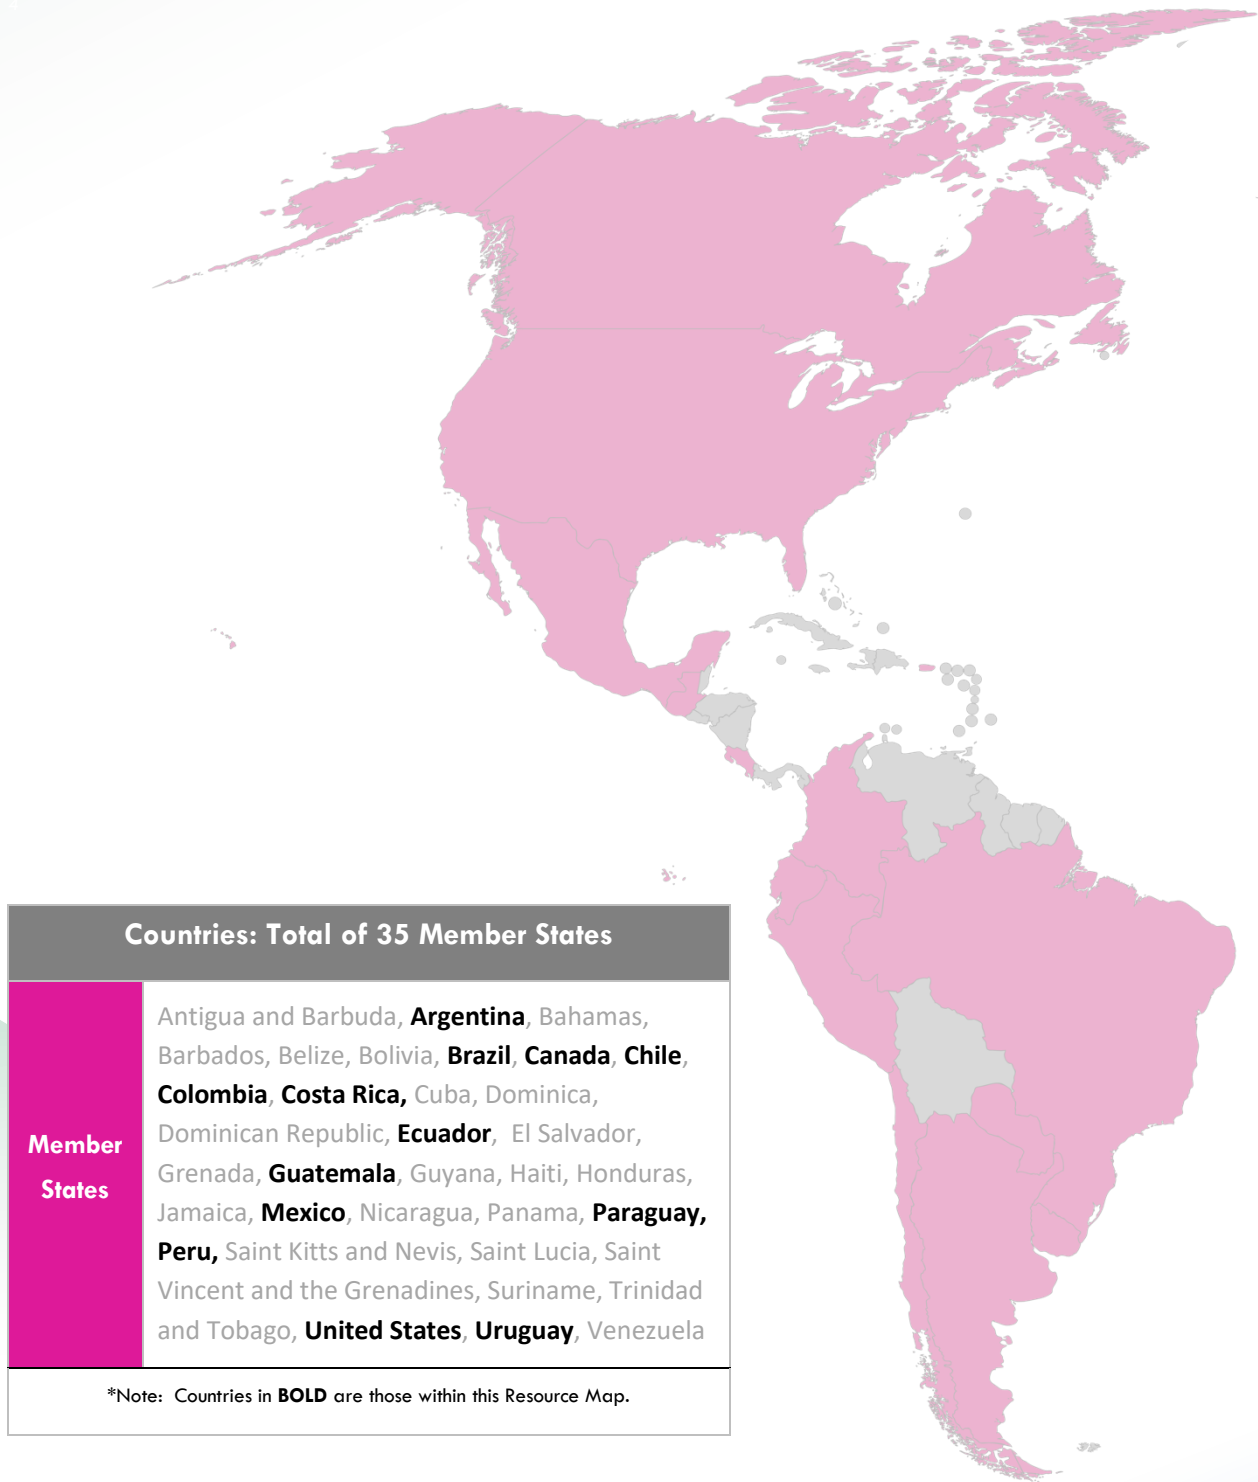 Countries: Total of 35 Member States
Member
States
Antigua and Barbuda, Argentina, Bahamas,
Barbados, Belize, Bolivia, Brazil, Canada, Chile,
Colombia, Costa Rica, Cuba, Dominica,
Dominican Republic, Ecuador, El Salvador,
Grenada, Guatemala, Guyana, Haiti, Honduras,
Jamaica, Mexico, Nicaragua, Panama, Paraguay,
Peru, Saint Kitts and Nevis, Saint Lucia, Saint
Vincent and the Grenadines, Suriname, Trinidad
and Tobago, United States, Uruguay, Venezuela
*Note: Countries in BOLD are those within this Resource Map.